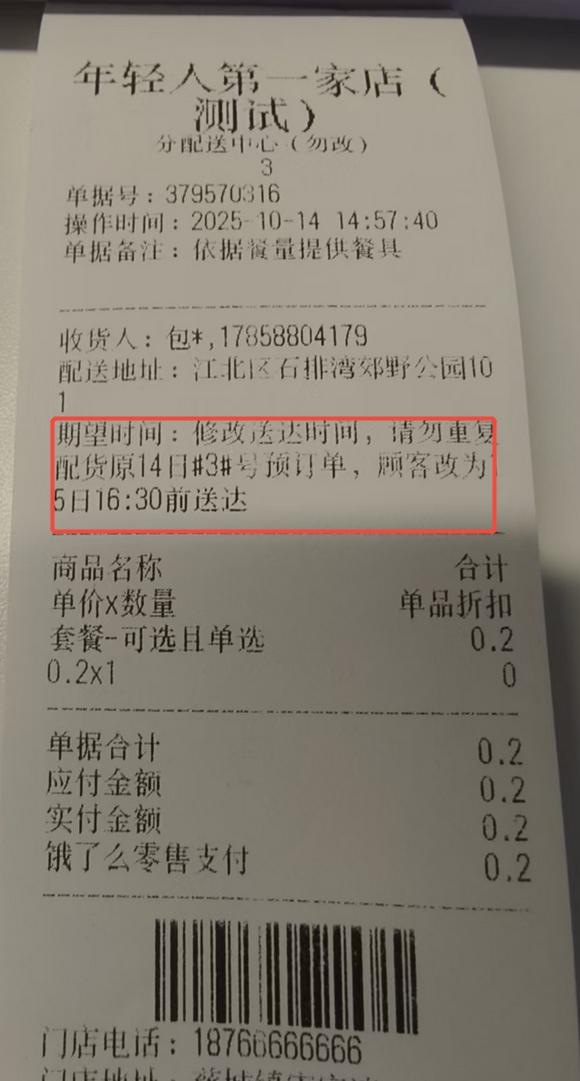 年轻人第一家店（
测试）
分配送中心（勿改）
3
单据号：379570316
操作时间：2025-10-14 14:57:40
单据备注：依据餐量提供餐具
收货人：包*,17858804179
配送地址：江北区石排湾郊野公园10
1
期望时间：修改送达时间，请勿重复
配货原14日#3#号预订单，顾客改为1
5日16:30前送达
商品名称 合计
单价X数量 单品折扣
套餐-可选且单选 0.2
0.2x1 0
单据合计 0.2
应付金额 0.2
实付金额 0.2
饿了么零售支付 0.2
门店电话：18766666666
门店地址：慈城镇